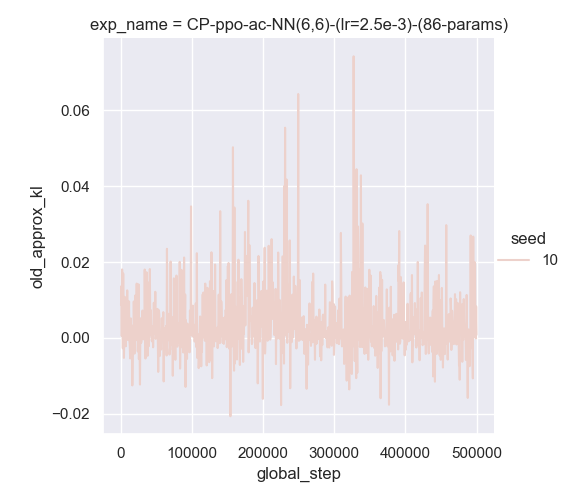 exp_name = CP-ppo-ac-NN(6,6)-(lr=2.5e-3)-(86-params)
old_approx_kl
0.06
0.04
0.02
0.00
−0.02
0 100000 200000 300000 400000 500000
global_step
seed
10